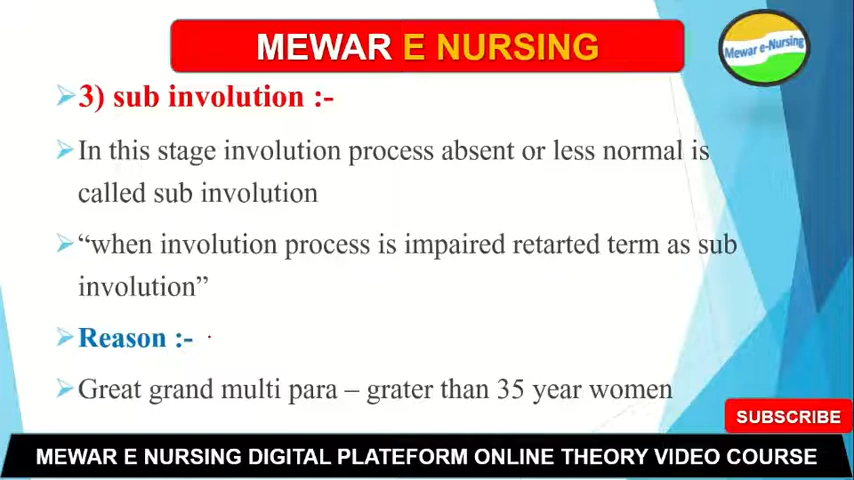 MEWAR E NURSING
Mewar e-Nursing
3) sub involution :-
In this stage involution process absent or less normal is
called sub involution
“when involution process is impaired retarted term as sub
involution”
Reason :-
Great grand multi para – grater than 35 year women
SUBSCRIBE
MEWAR E NURSING DIGITAL PLATEFORM ONLINE THEORY VIDEO COURSE